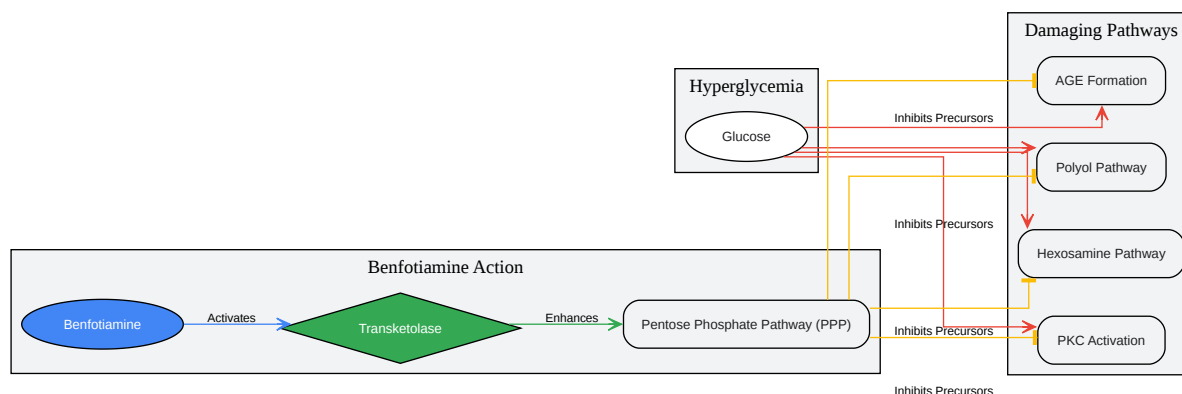 Damaging Pathways
AGE Formation
Hyperglycemia
Glucose
Inhibits Precursors
Polyol Pathway
Inhibits Precursors
Hexosamine Pathway
Benfotiamine Action
Benfotiamine
Activates
Transketolase
Enhances
Pentose Phosphate Pathway (PPP)
Inhibits Precursors
PKC Activation
Inhibits Precursors